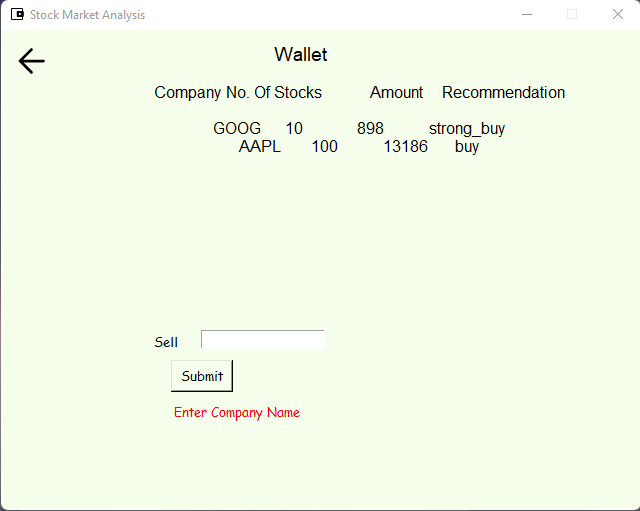 Stock Market Analysis
Wallet
Company No. Of Stocks Amount Recommendation
GOOG 10 898 strong_buy
AAPL 100 13186 buy
Sell
Submit
Enter Company Name